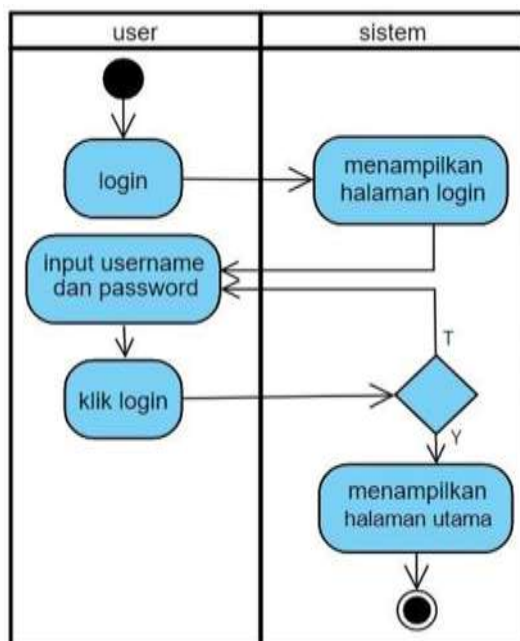 user
sistem
login
menampilkan
halaman login
input username
dan password
T
klik login
Y
menampilkan
halaman utama